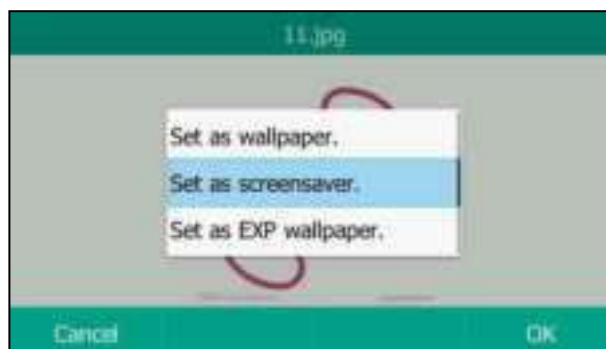 11.jpg
Set as wallpaper.
Set as screensaver.
Set as EXP wallpaper.
Cancel
OK